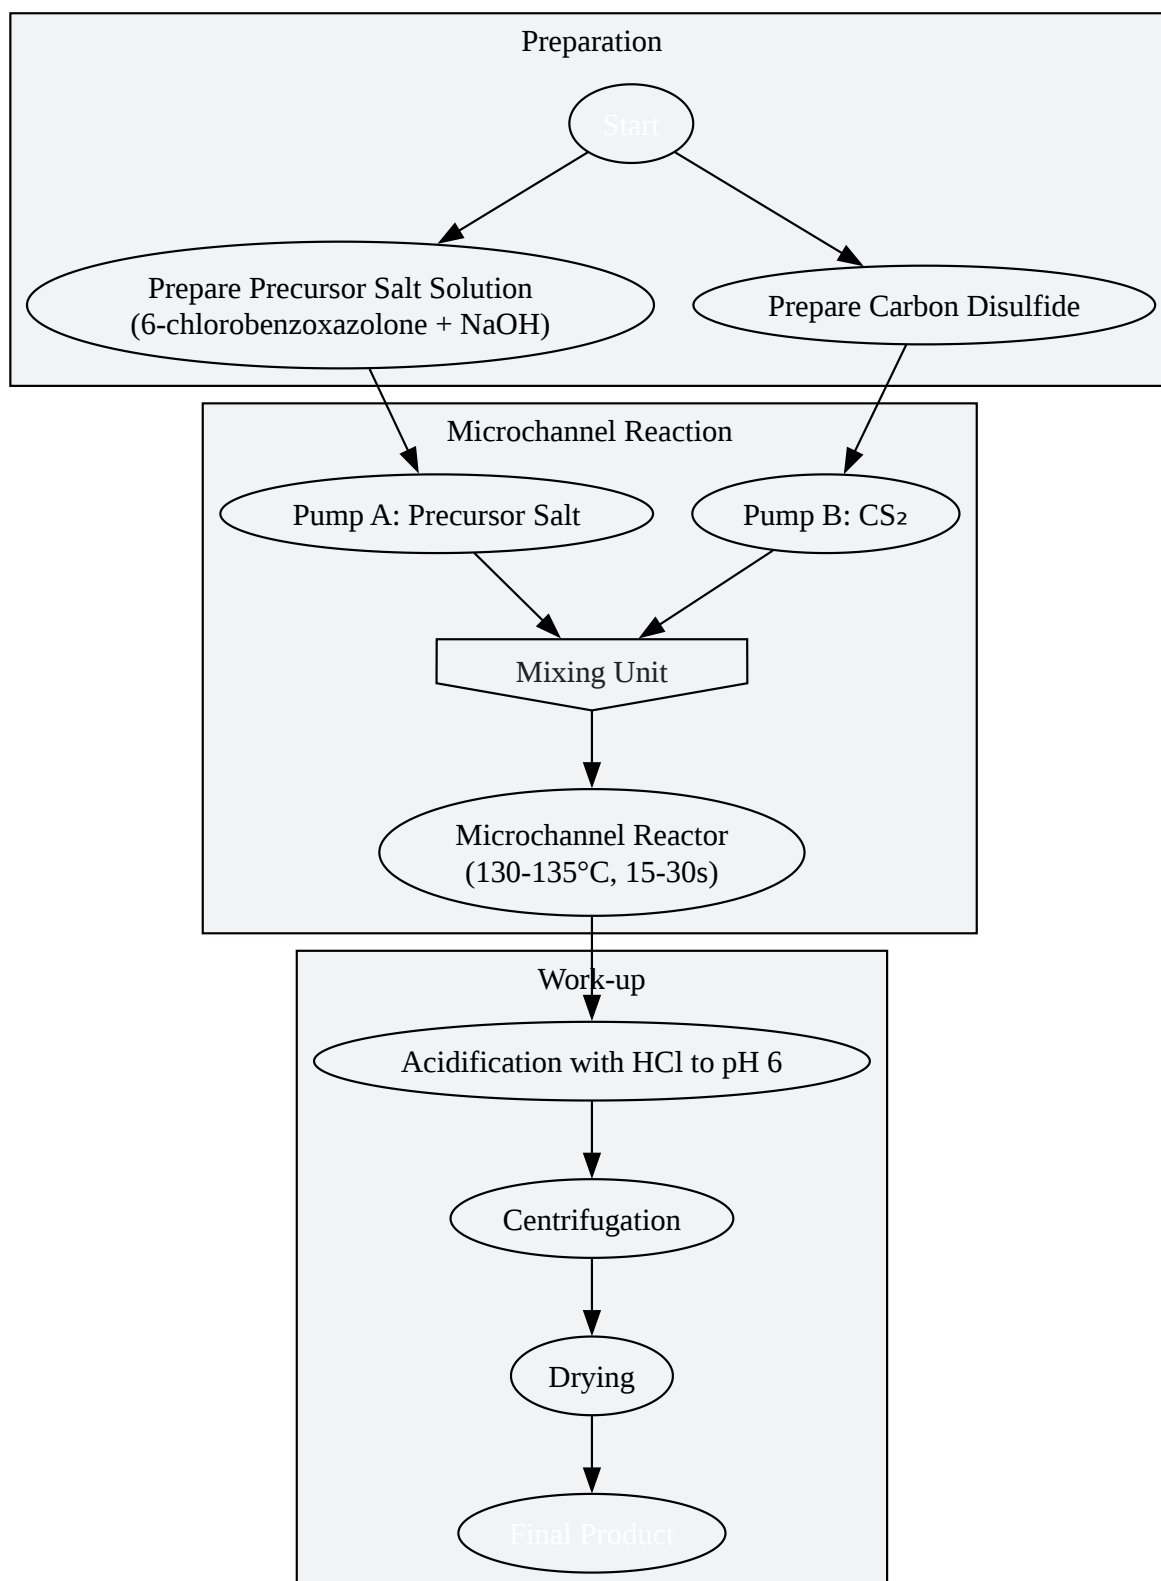 Preparation
Start
Prepare Precursor Salt Solution
(6-chlorobenzoxazolone + NaOH)
Prepare Carbon Disulfide
Microchannel Reaction
Pump A: Precursor Salt
Pump B: CS₂
Mixing Unit
Microchannel Reactor
(130-135°C, 15-30s)
Work-up
Acidification with HCl to pH 6
Centrifugation
Drying
Final Product